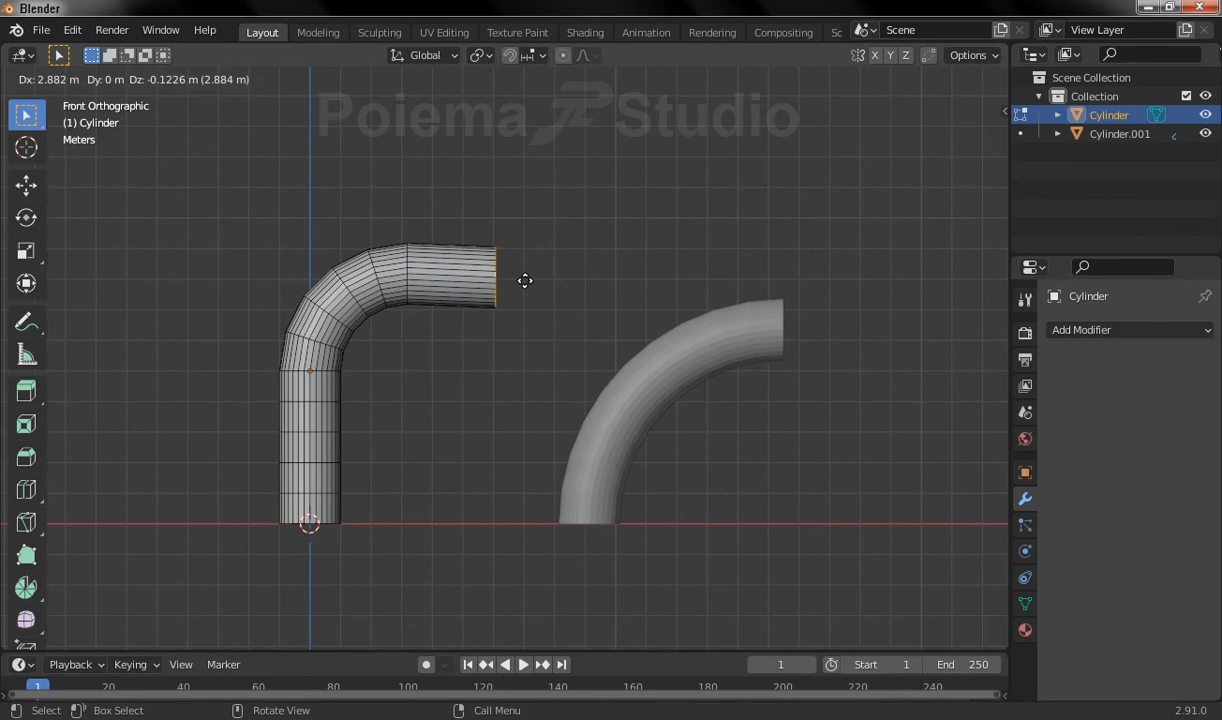 Blender
File Edit Render Window Help Layout Modeling Sculpting UV Editing Texture Paint Shading Animation Rendering Compositing Sc Scene View Layer
Global X Y Z Options
Dx: 2.882 m Dy: 0 m Dz: -0.1226 m (2.884 m)
Poiema Studio
Front Orthographic
(1) Cylinder
Meters
Scene Collection
Collection
Cylinder
Cylinder.001
Cylinder
Add Modifier
Playback Keying View Marker 1 Start 1 End 250
1 20 40 60 80 100 120 140 160 180 200 220 240
Select Box Select Rotate View Call Menu 2.91.0